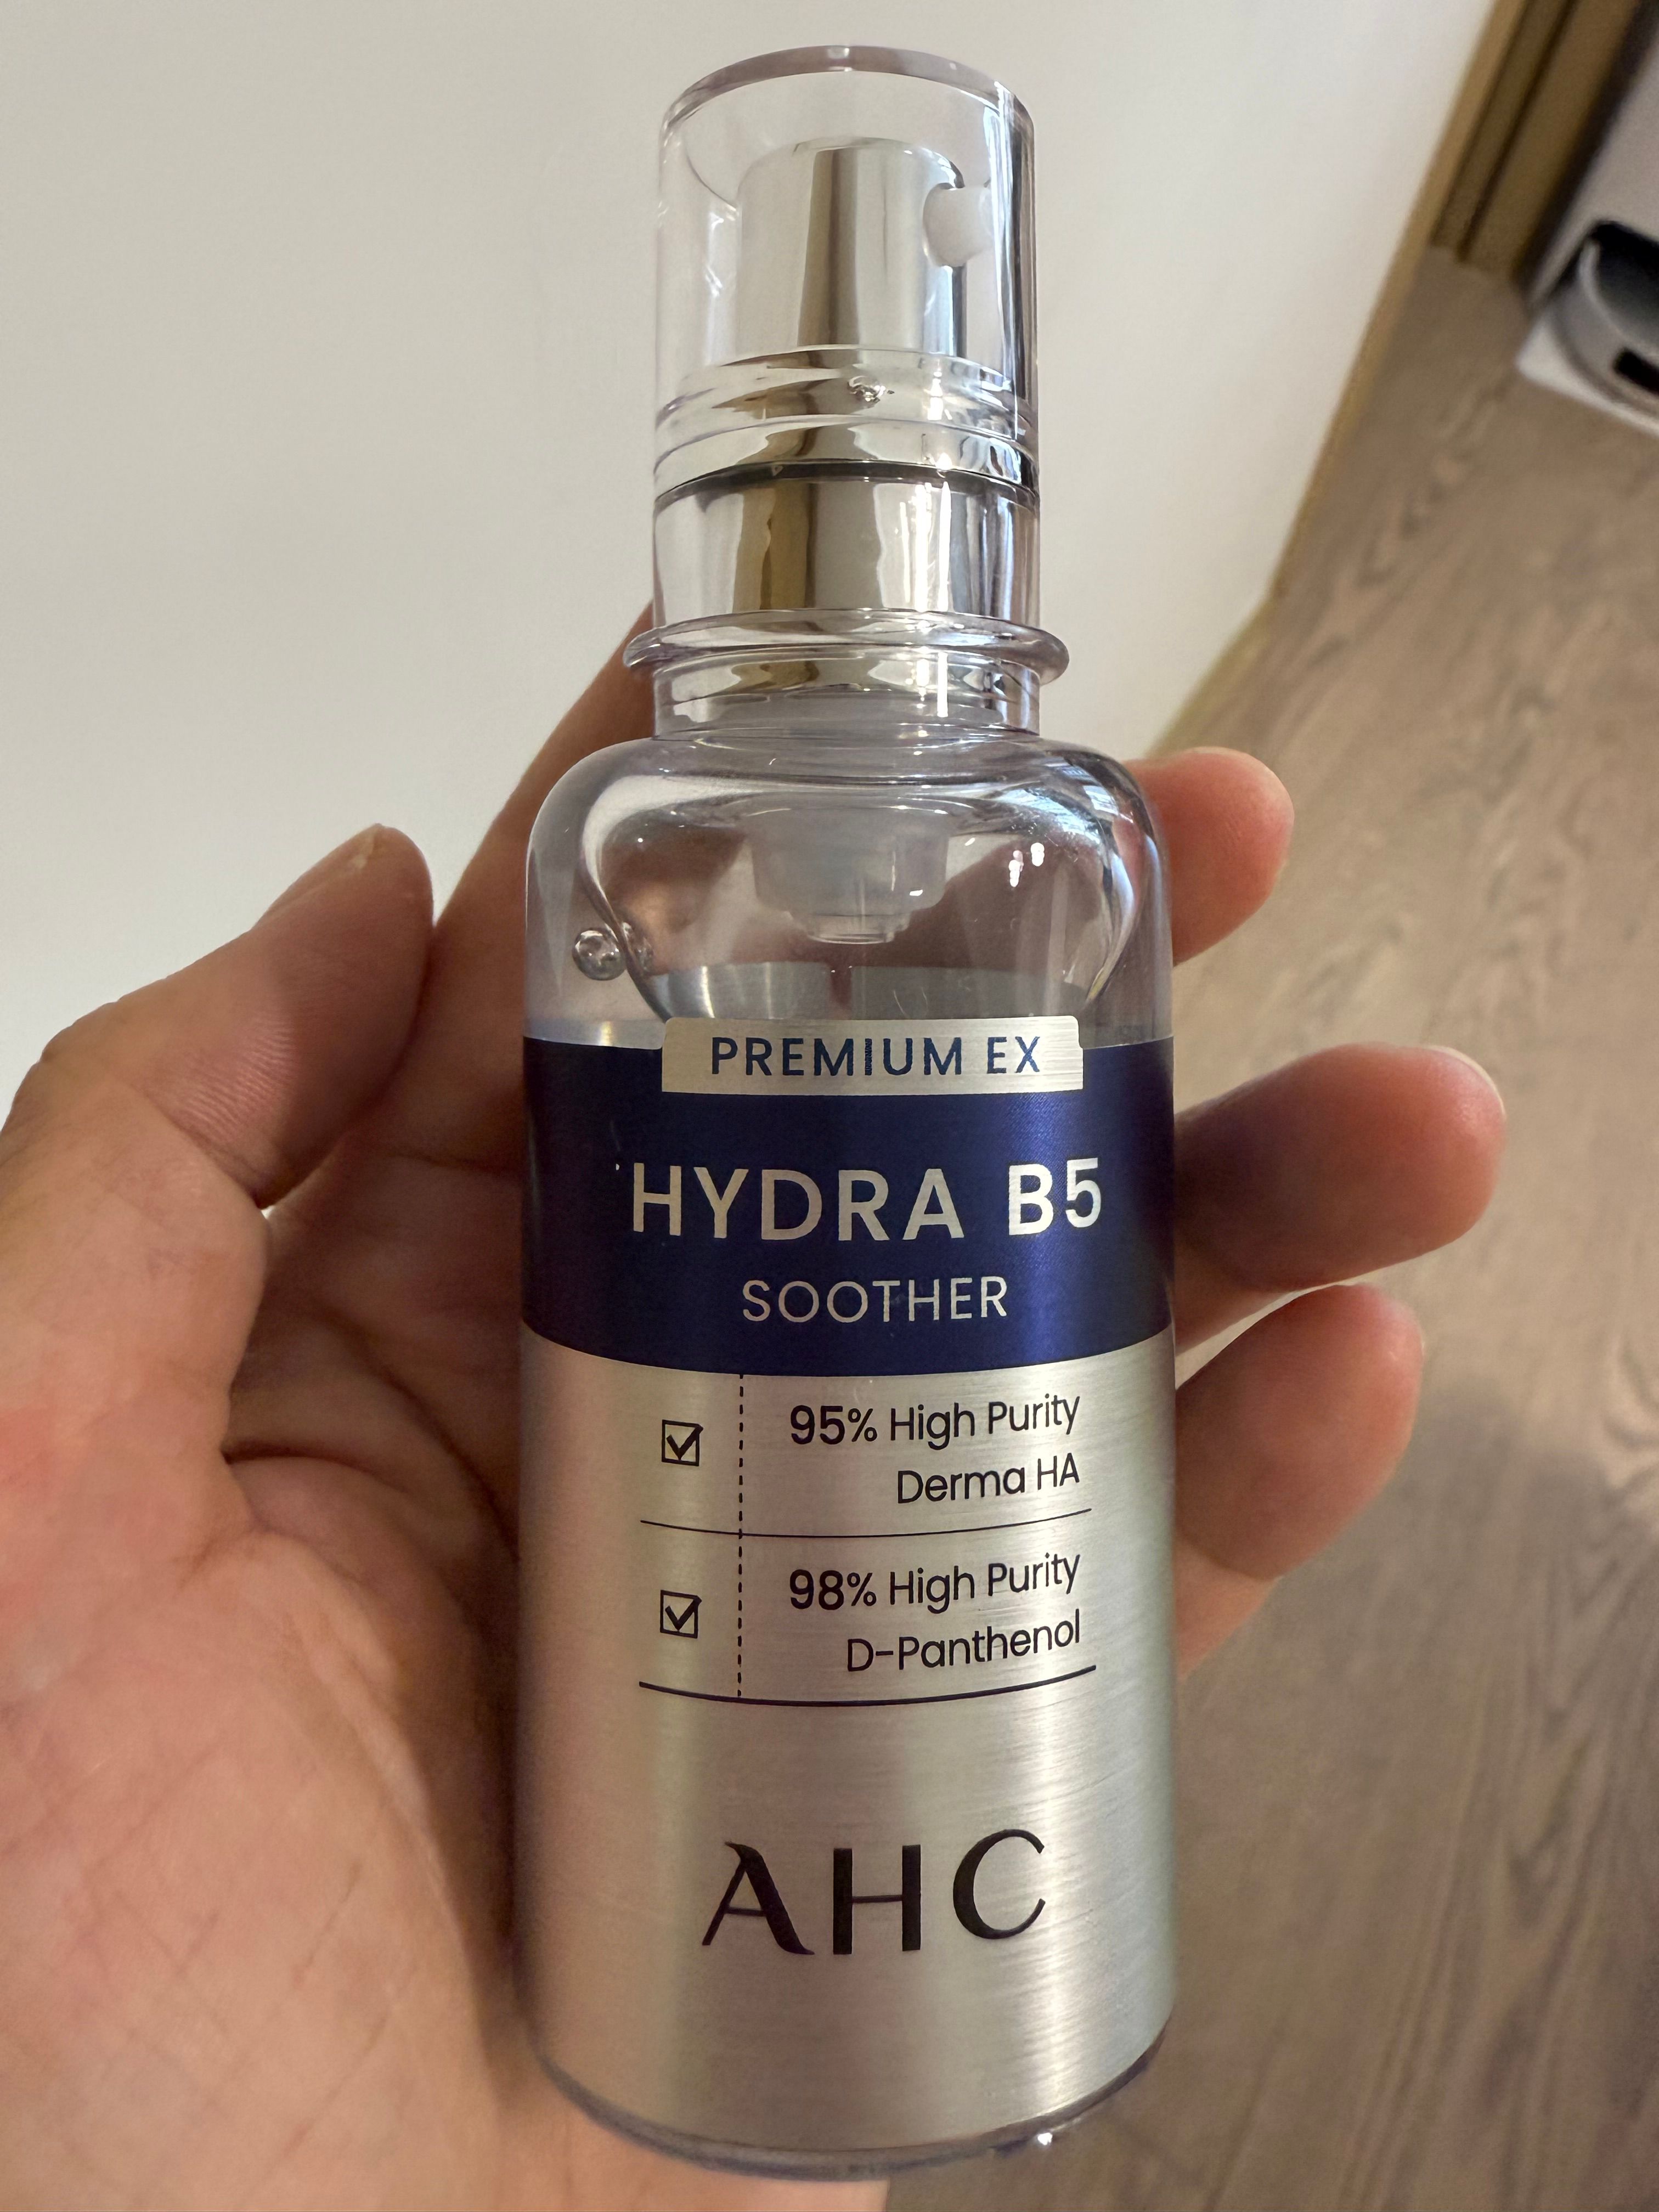 PREMIUM EX
HYDRA B5
SOOTHER
95% High Purity
Derma HA
98% High Purity
D-Panthenol
AHC